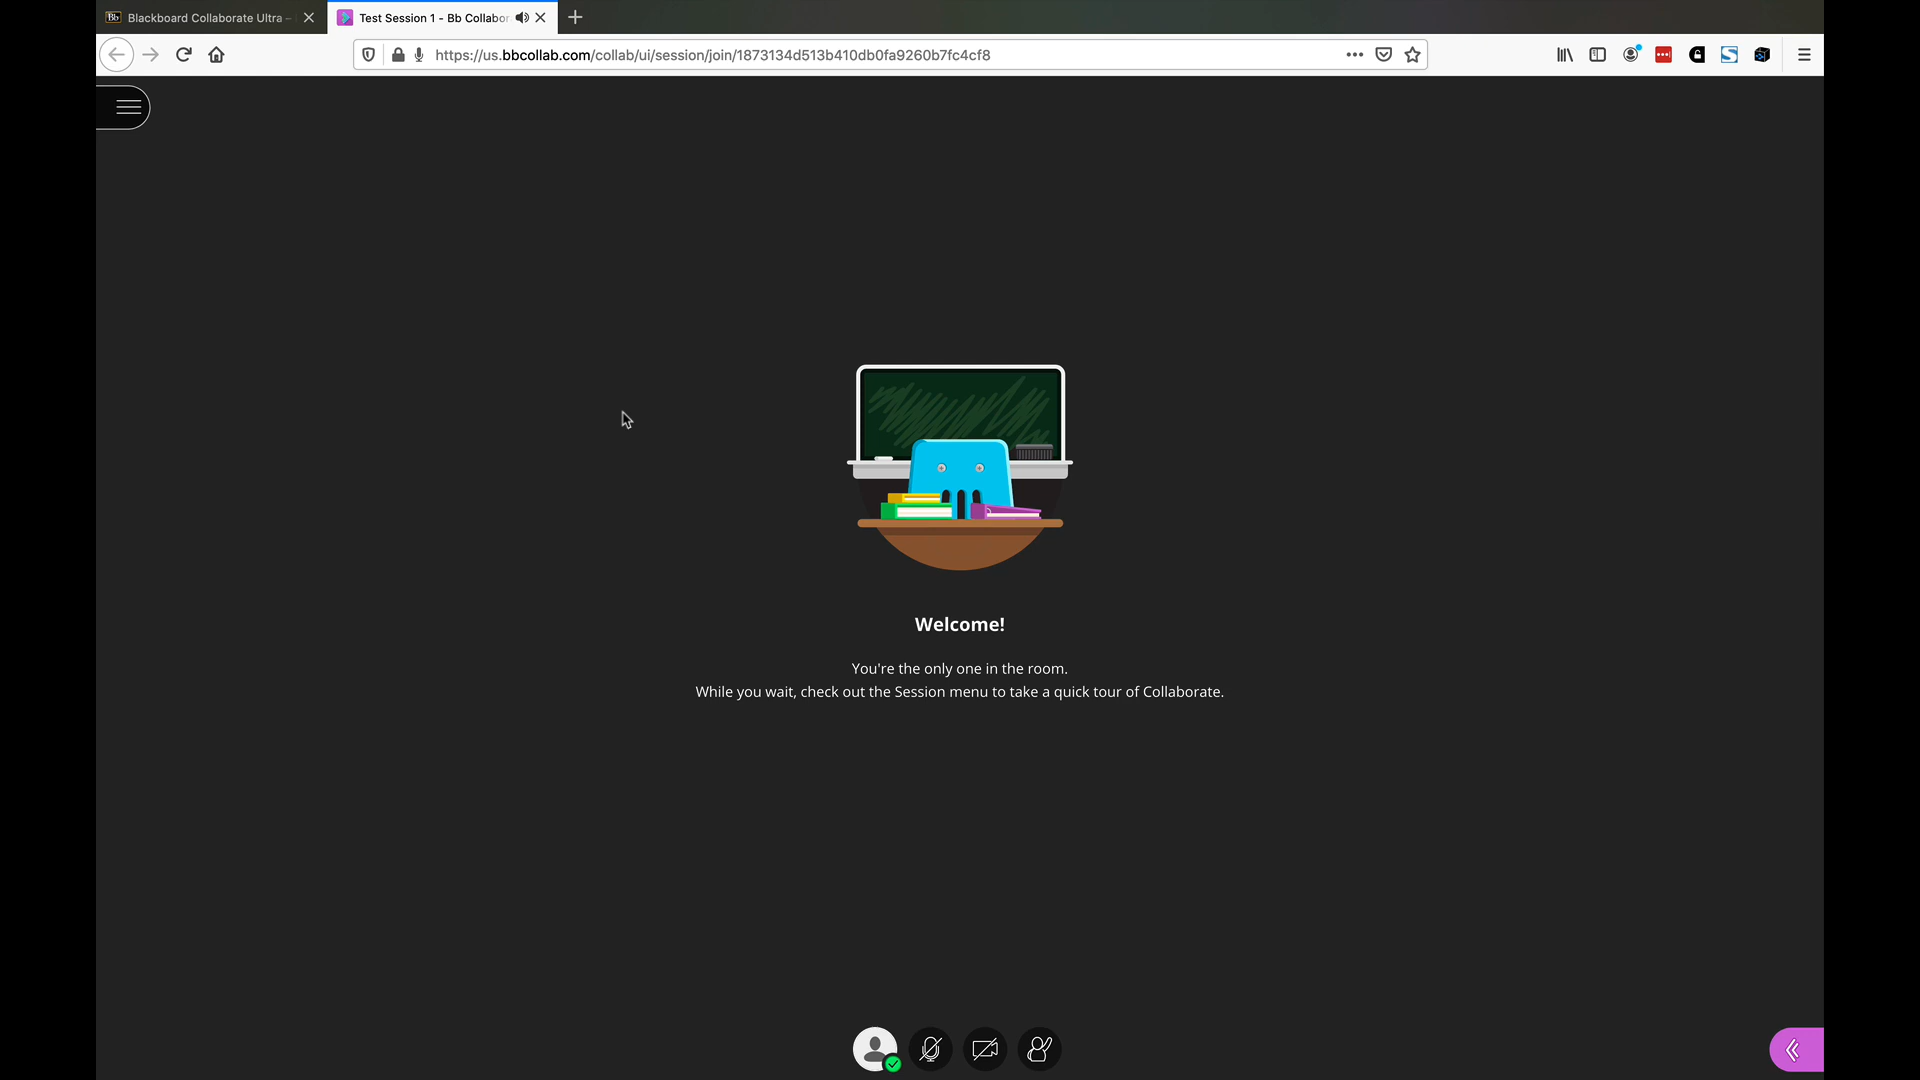 Blackboard Collaborate Ultra –
Test Session 1 - Bb Collabor
https://us.bbcollab.com/collab/ui/session/join/1873134d513b410db0fa9260b7fc4cf8
Welcome!
You're the only one in the room.
While you wait, check out the Session menu to take a quick tour of Collaborate.